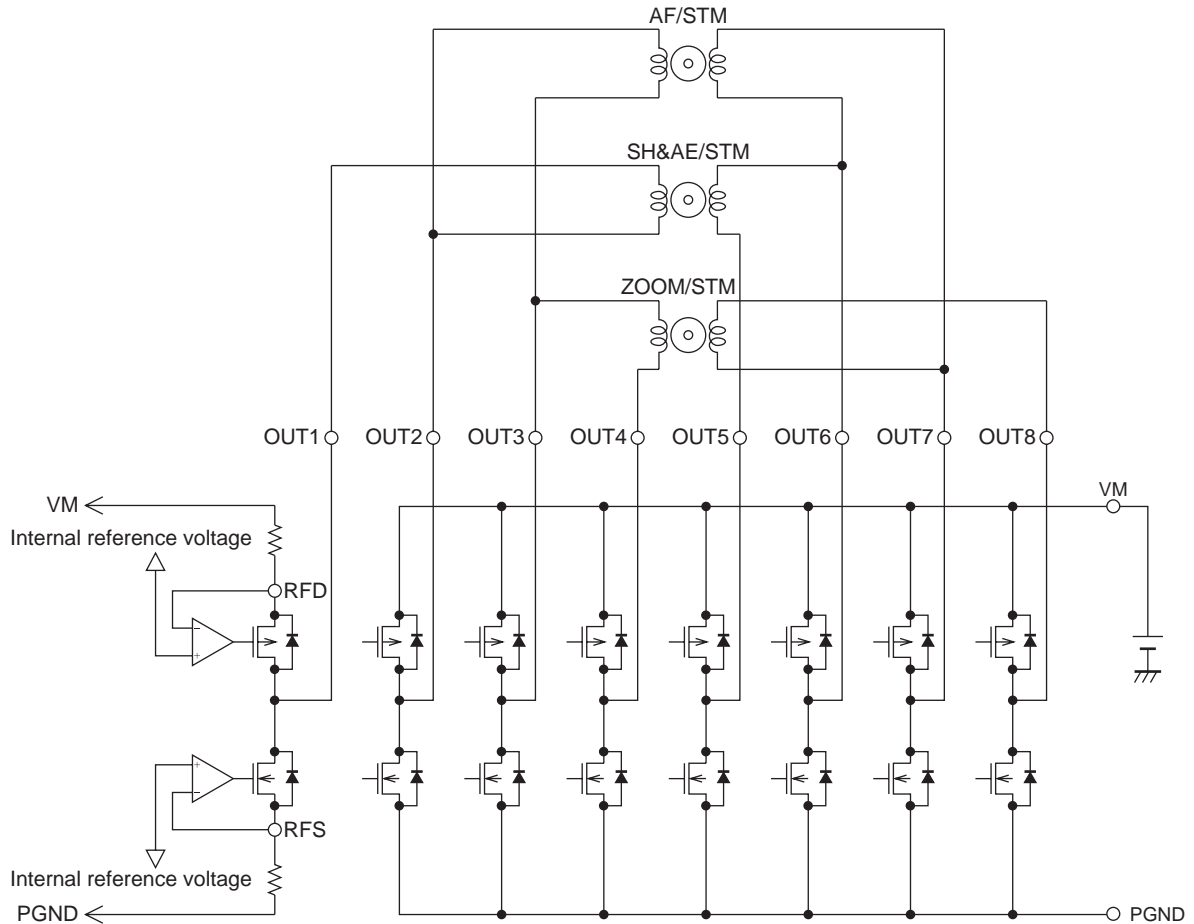 AF/STM
SH&AE/STM
ZOOM/STM
OUT1 OUT2 OUT3 OUT4 OUT5 OUT6 OUT7 OUT8
VM VM
Internal reference voltage
RFD
- +
+ -
RFS
Internal reference voltage
PGND PGND